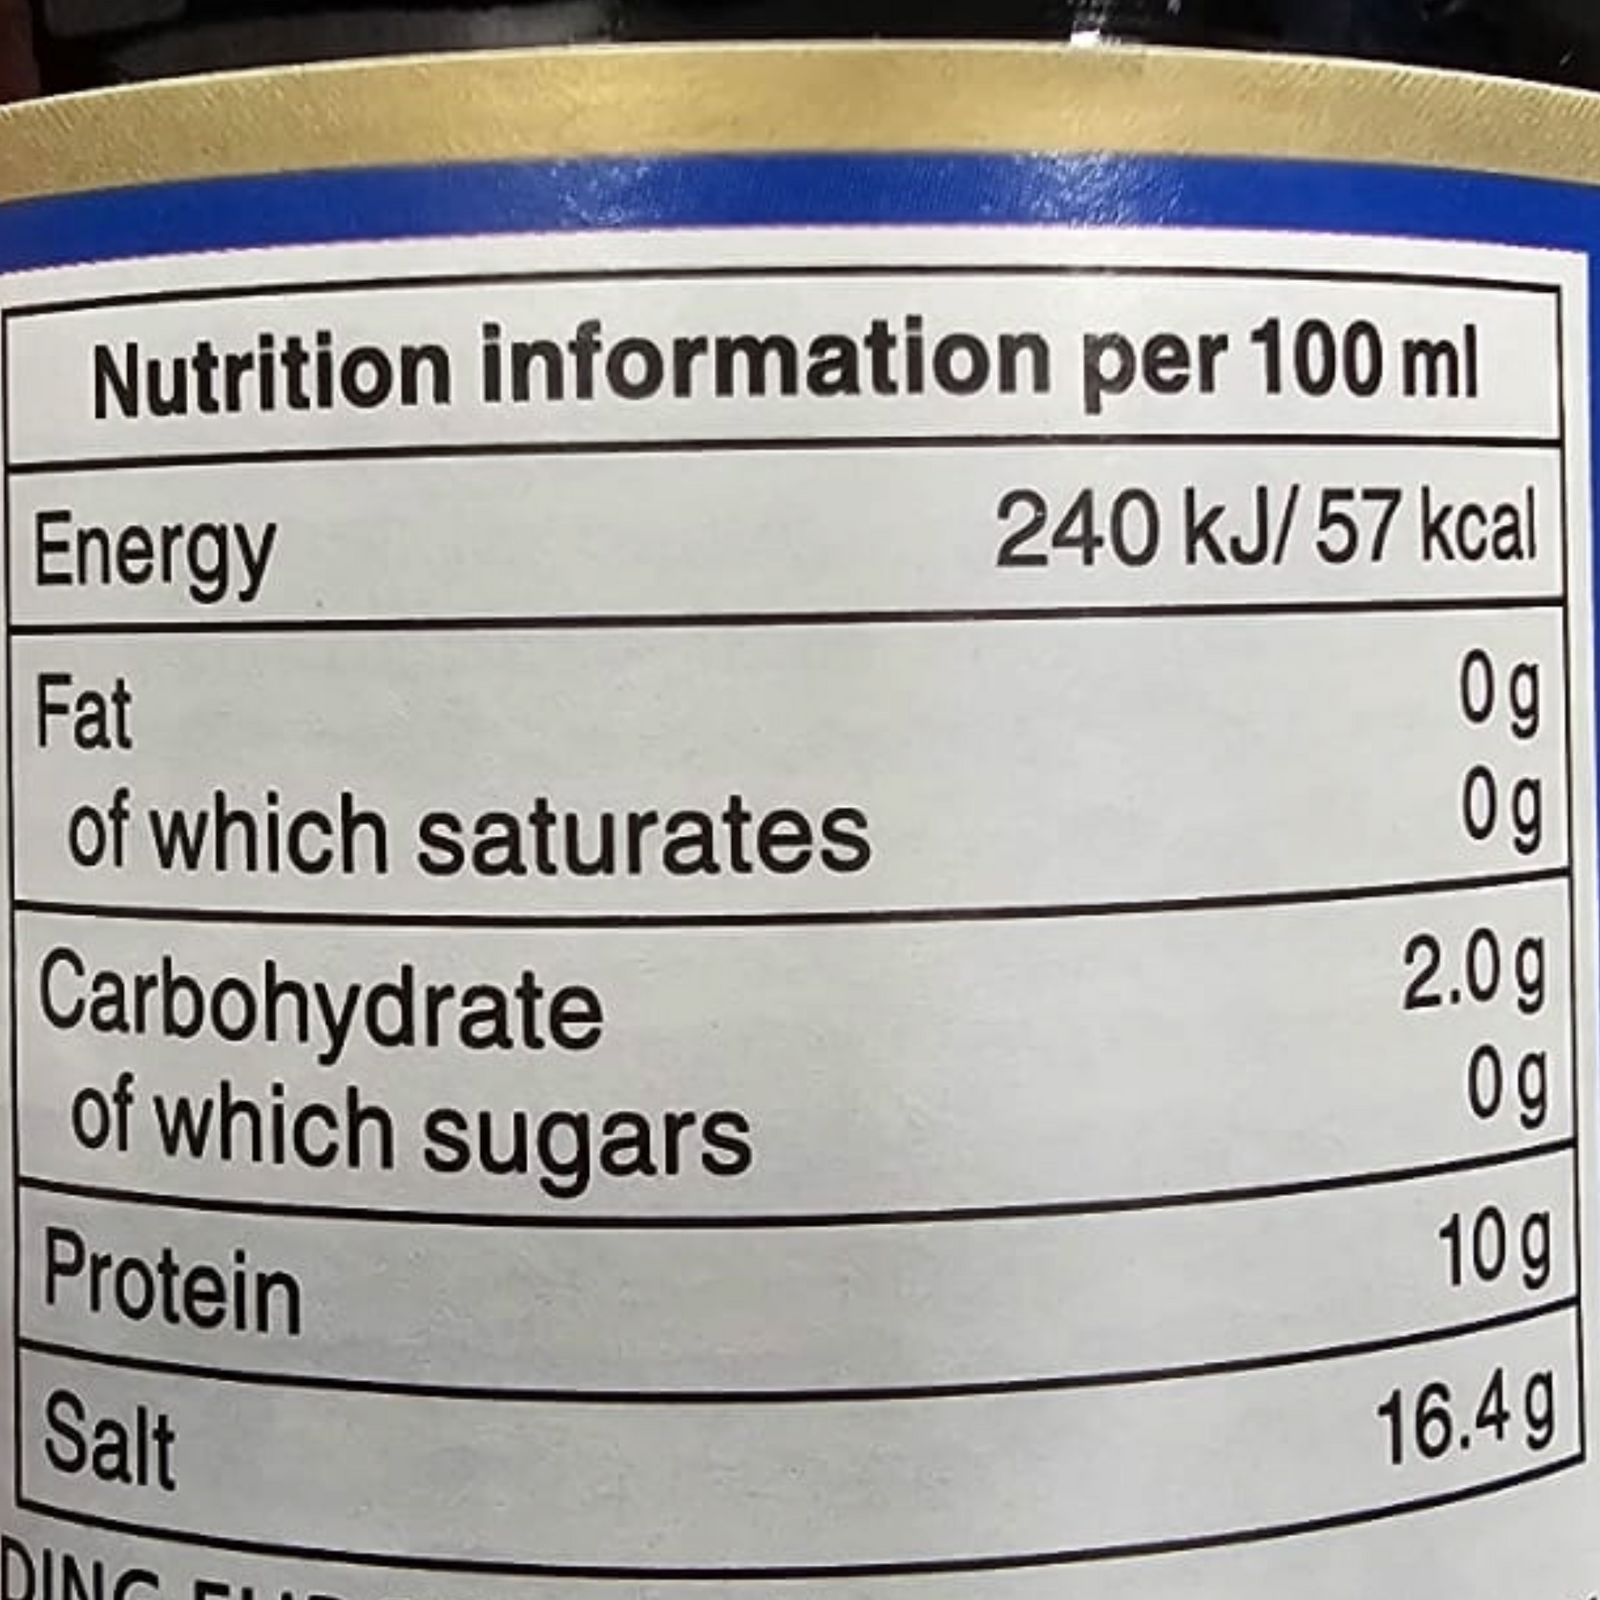 Nutrition information per 100 ml
Energy 240 kJ/ 57 kcal
Fat 0 g
of which saturates 0 g
Carbohydrate 2.0 g
of which sugars 0 g
Protein 10 g
Salt 16.4 g